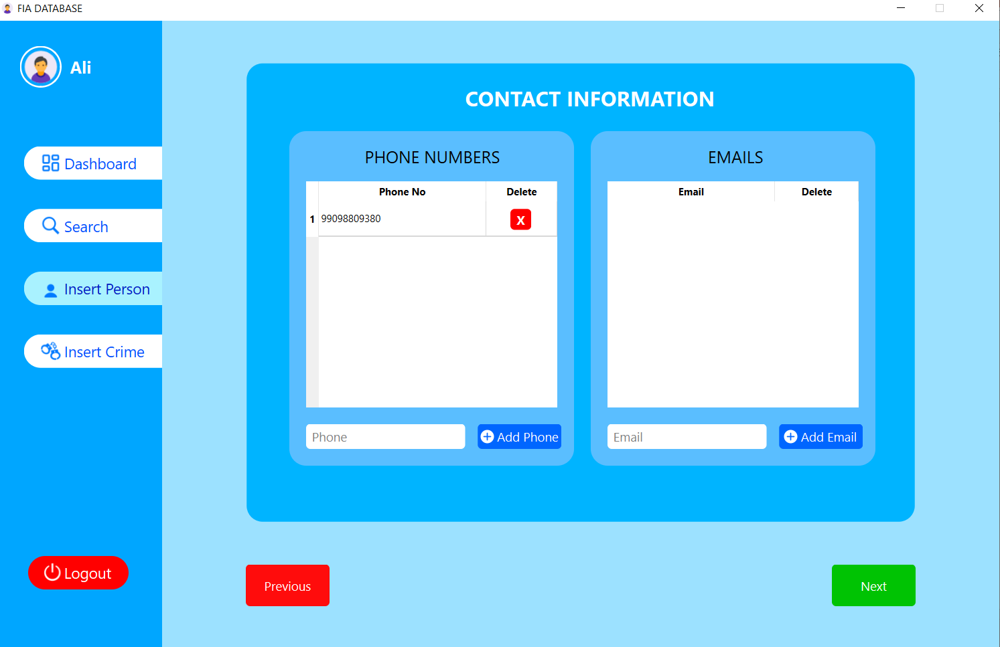 FIA DATABASE
Ali
Dashboard
Search
Insert Person
Insert Crime
Logout
CONTACT INFORMATION
PHONE NUMBERS
Phone No Delete
1 99098809380 X
Phone Add Phone
EMAILS
Email Delete
Email Add Email
Previous
Next